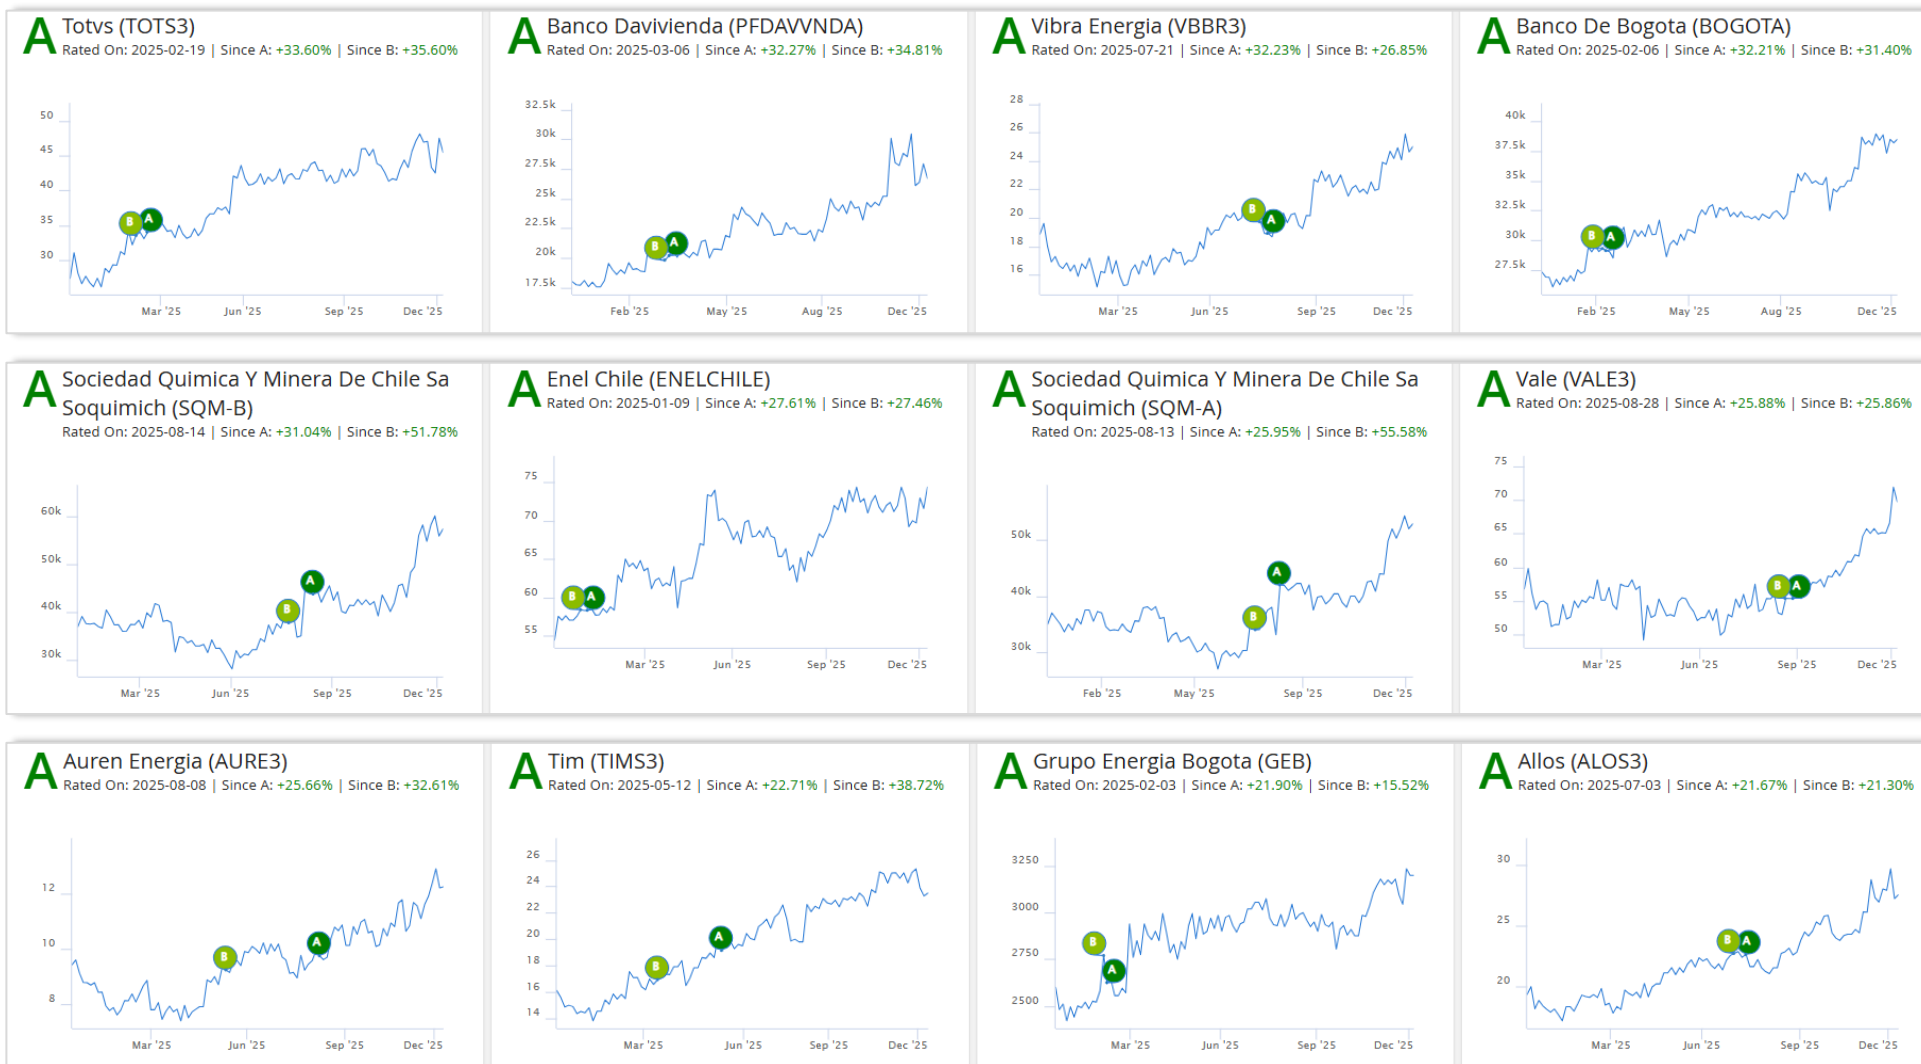 A Totvs (TOTS3)
Rated On: 2025-02-19 | Since A: +33.60% | Since B: +35.60%
50
45
40
35
30
B A
Mar '25 Jun '25 Sep '25 Dec '25
A Banco Davivienda (PFDAVVNDA)
Rated On: 2025-03-06 | Since A: +32.27% | Since B: +34.81%
32.5k
30k
27.5k
25k
22.5k
20k
17.5k
B A
Feb '25 May '25 Aug '25 Dec '25
A Vibra Energia (VBBR3)
Rated On: 2025-07-21 | Since A: +32.23% | Since B: +26.85%
28
26
24
22
20
18
16
B A
Mar '25 Jun '25 Sep '25 Dec '25
A Banco De Bogota (BOGOTA)
Rated On: 2025-02-06 | Since A: +32.21% | Since B: +31.40%
40k
37.5k
35k
32.5k
30k
27.5k
B A
Feb '25 May '25 Aug '25 Dec '25
A Sociedad Quimica Y Minera De Chile Sa
Soquimich (SQM-B)
Rated On: 2025-08-14 | Since A: +31.04% | Since B: +51.78%
60k
50k
40k
30k
B A
Mar '25 Jun '25 Sep '25 Dec '25
A Enel Chile (ENELCHILE)
Rated On: 2025-01-09 | Since A: +27.61% | Since B: +27.46%
75
70
65
60
55
B A
Mar '25 Jun '25 Sep '25 Dec '25
A Sociedad Quimica Y Minera De Chile Sa
Soquimich (SQM-A)
Rated On: 2025-08-13 | Since A: +25.95% | Since B: +55.58%
50k
40k
30k
B A
Feb '25 May '25 Sep '25 Dec '25
A Vale (VALE3)
Rated On: 2025-08-28 | Since A: +25.88% | Since B: +25.86%
75
70
65
60
55
50
B A
Mar '25 Jun '25 Sep '25 Dec '25
A Auren Energia (AURE3)
Rated On: 2025-08-08 | Since A: +25.66% | Since B: +32.61%
12
10
8
B A
Mar '25 Jun '25 Sep '25 Dec '25
A Tim (TIMS3)
Rated On: 2025-05-12 | Since A: +22.71% | Since B: +38.72%
26
24
22
20
18
16
14
B A
Mar '25 Jun '25 Sep '25 Dec '25
A Grupo Energia Bogota (GEB)
Rated On: 2025-02-03 | Since A: +21.90% | Since B: +15.52%
3250
3000
2750
2500
B A
Mar '25 Jun '25 Sep '25 Dec '25
A Allos (ALOS3)
Rated On: 2025-07-03 | Since A: +21.67% | Since B: +21.30%
30
25
20
B A
Mar '25 Jun '25 Sep '25 Dec '25